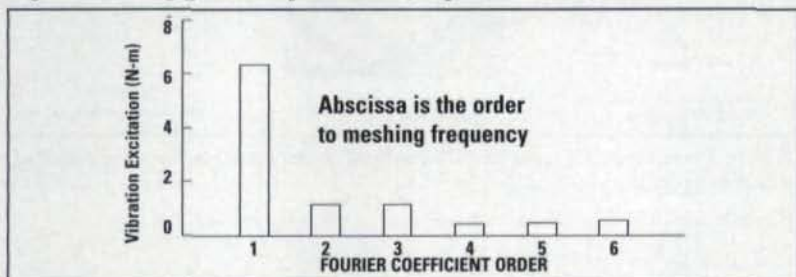 8
6
4
2
0
Vibration Excitation (N-m)
Abscissa is the order
to meshing frequency
1 2 3 4 5 6
FOURIER COEFFICIENT ORDER